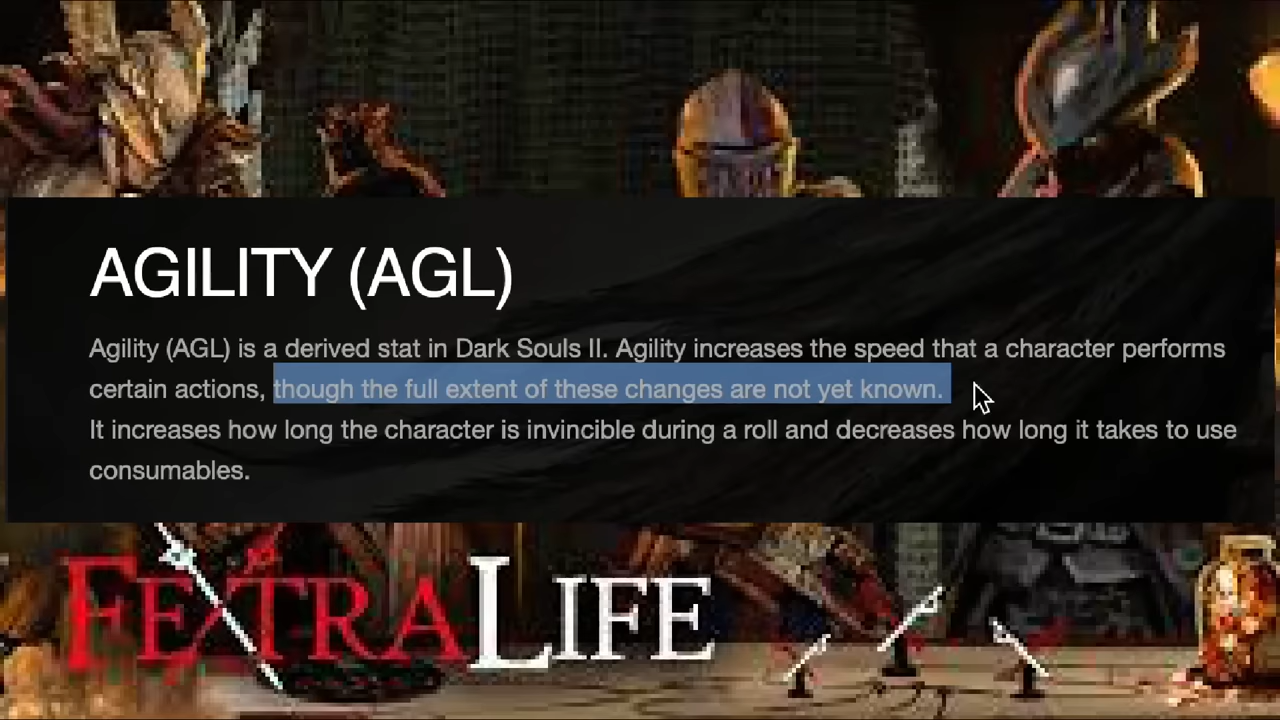 AGILITY (AGL)
Agility (AGL) is a derived stat in Dark Souls II. Agility increases the speed that a character performs
certain actions, though the full extent of these changes are not yet known.
It increases how long the character is invincible during a roll and decreases how long it takes to use
consumables.
FEXTRALIFE